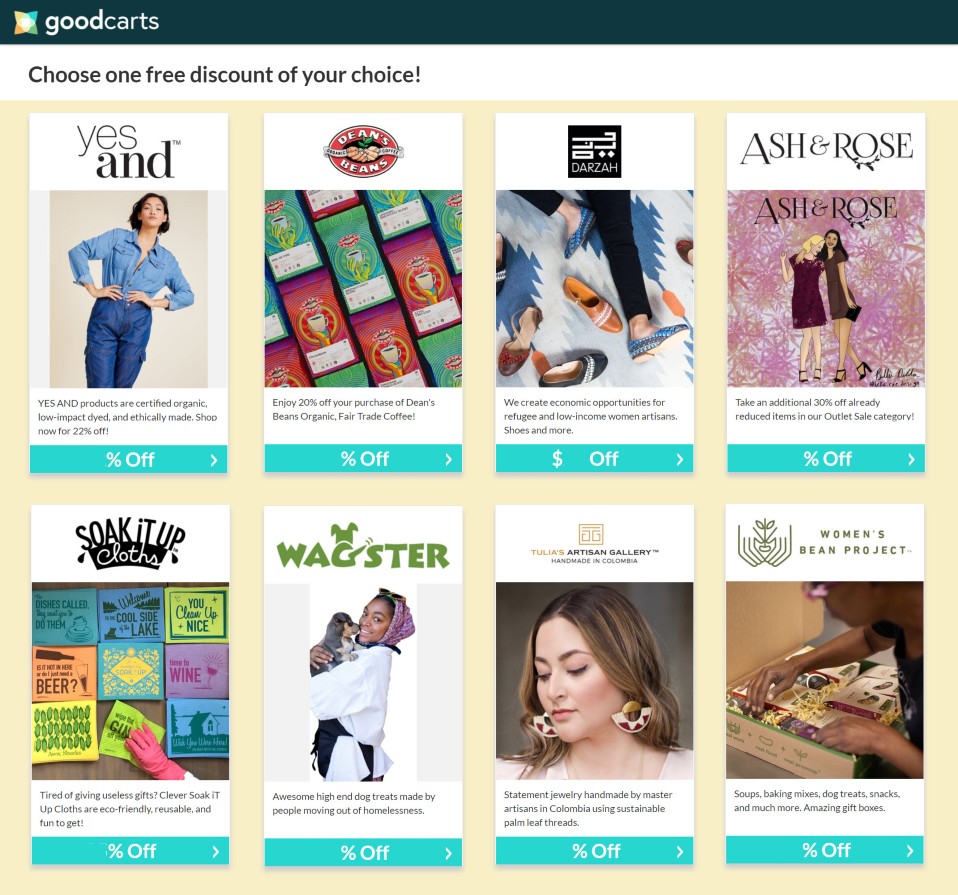 goodcarts
Choose one free discount of your choice!
yes
and™
DEAN'S
ORGANIC COFFEE
BEANS
DARZAH
ASH & ROSE
ASH & ROSE
YES AND products are certified organic,
low-impact dyed, and ethically made. Shop
now for 22% off!
Enjoy 20% off your purchase of Dean's
Beans Organic, Fair Trade Coffee!
We create economic opportunities for
refugee and low-income women artisans.
Shoes and more.
Take an additional 30% off already
reduced items in our Outlet Sale category!
% Off
% Off
$ Off
% Off
SOAK iT UP
Cloths™
WAGSTER
TULIA'S ARTISAN GALLERY™
HANDMADE IN COLOMBIA
WOMEN'S
BEAN PROJECT
DISHES CALLED,
they want you to
DO THEM.
Welcome
TO THE
COOL SIDE
of the
LAKE
YOU
Clean Up
NICE.
IS IT HOT IN HERE
or do I just need a
BEER?
SOAK IT UP
time to
WINE
Wish You Were Here!
Tired of giving useless gifts? Clever Soak iT
Up Cloths are eco-friendly, reusable, and
fun to get!
Awesome high end dog treats made by
people moving out of homelessness.
Statement jewelry handmade by master
artisans in Colombia using sustainable
palm leaf threads.
Soups, baking mixes, dog treats, snacks,
and much more. Amazing gift boxes.
% Off
% Off
% Off
% Off